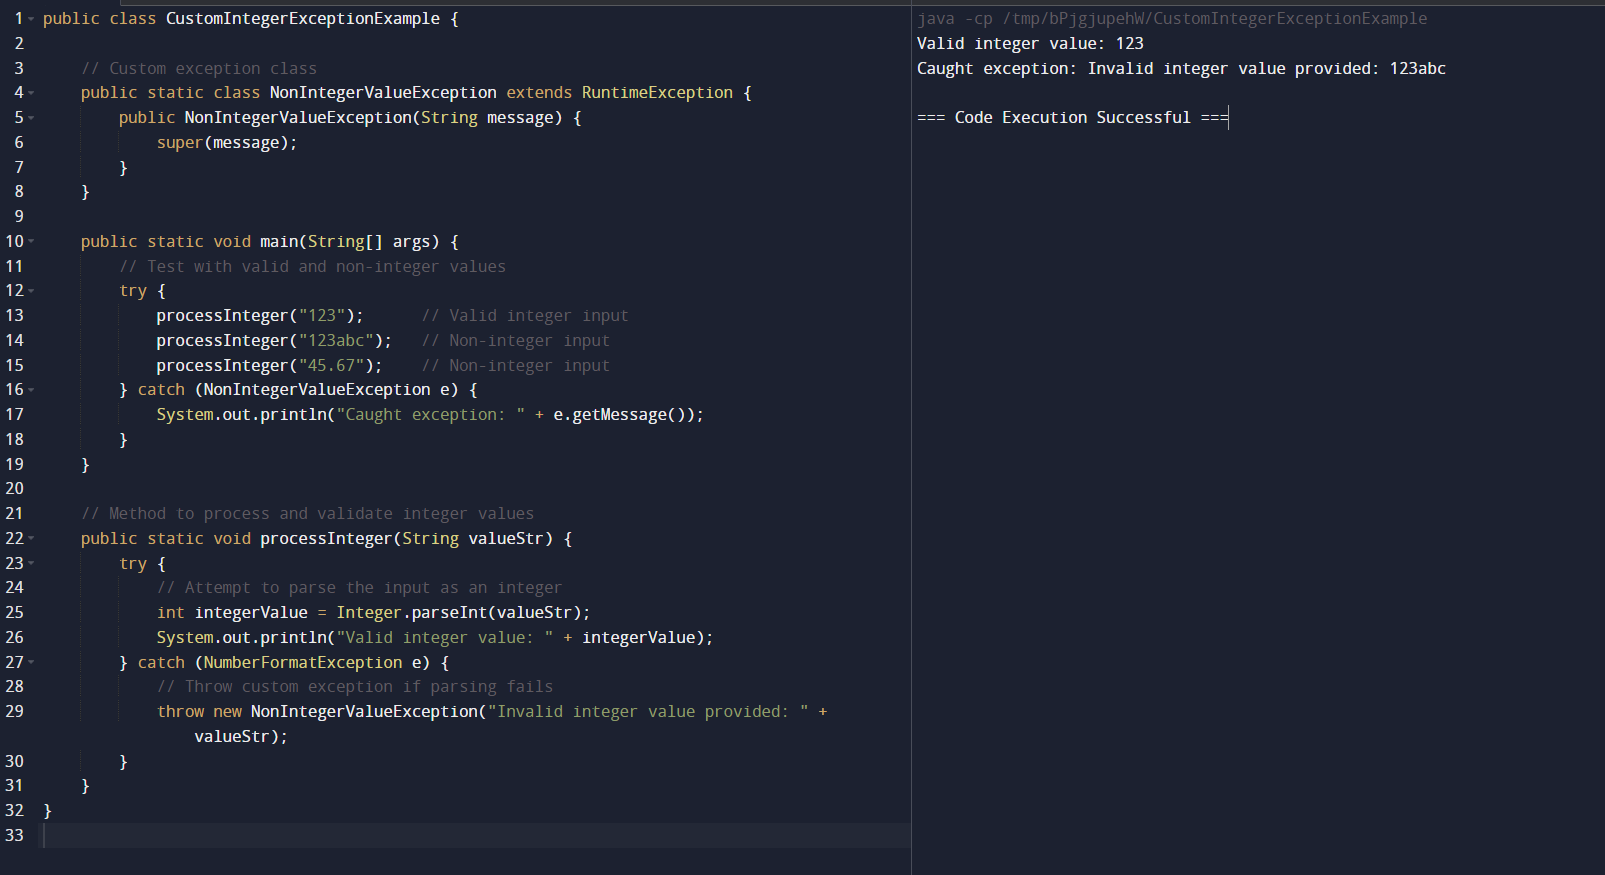 1 public class CustomIntegerExceptionExample {
2
3     // Custom exception class
4     public static class NonIntegerValueException extends RuntimeException {
5         public NonIntegerValueException(String message) {
6             super(message);
7         }
8     }
9
10     public static void main(String[] args) {
11         // Test with valid and non-integer values
12         try {
13             processInteger("123");      // Valid integer input
14             processInteger("123abc");   // Non-integer input
15             processInteger("45.67");    // Non-integer input
16         } catch (NonIntegerValueException e) {
17             System.out.println("Caught exception: " + e.getMessage());
18         }
19     }
20
21     // Method to process and validate integer values
22     public static void processInteger(String valueStr) {
23         try {
24             // Attempt to parse the input as an integer
25             int integerValue = Integer.parseInt(valueStr);
26             System.out.println("Valid integer value: " + integerValue);
27         } catch (NumberFormatException e) {
28             // Throw custom exception if parsing fails
29             throw new NonIntegerValueException("Invalid integer value provided: " +
                valueStr);
30         }
31     }
32 }
33
java -cp /tmp/bPjgjupehW/CustomIntegerExceptionExample
Valid integer value: 123
Caught exception: Invalid integer value provided: 123abc
=== Code Execution Successful ===